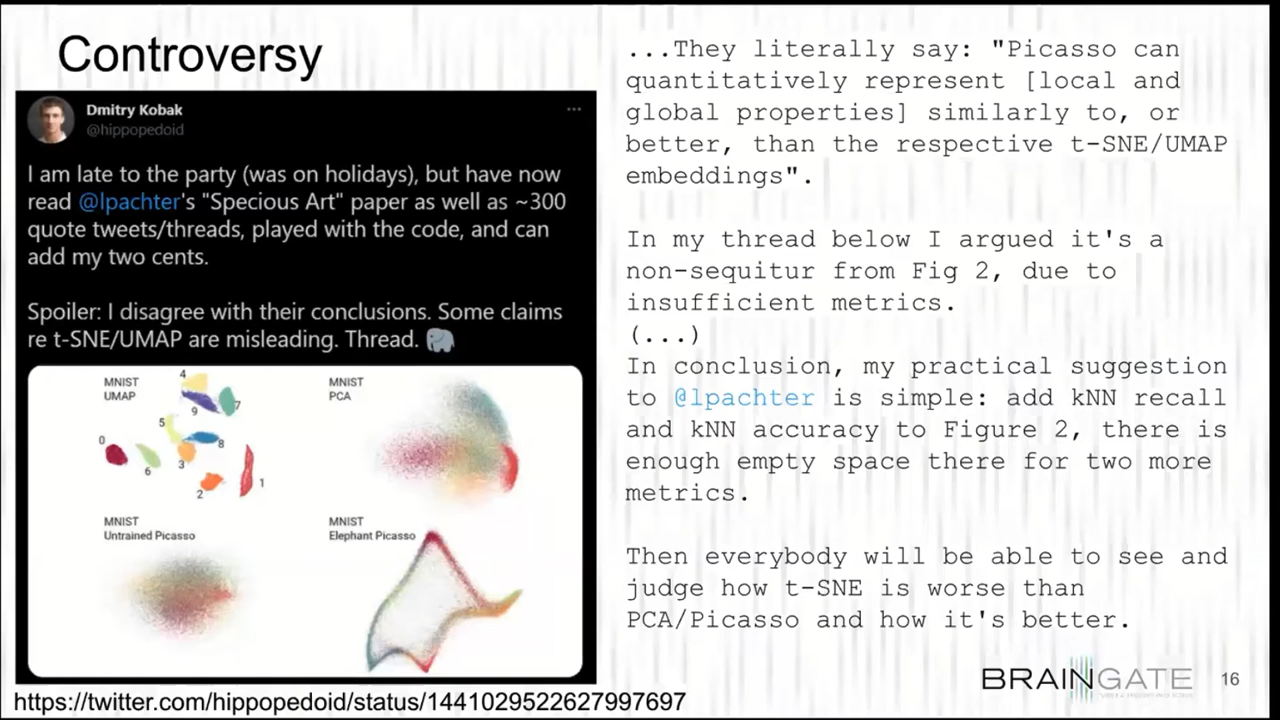 Controversy
Dmitry Kobak
@hippopedoid
I am late to the party (was on holidays), but have now
read @lpachter's "Specious Art" paper as well as ~300
quote tweets/threads, played with the code, and can
add my two cents.
Spoiler: I disagree with their conclusions. Some claims
re t-SNE/UMAP are misleading. Thread. 🐘
MNIST
UMAP
4
7
9
5
8
0
6
3
2
1
MNIST
PCA
MNIST
Untrained Picasso
MNIST
Elephant Picasso
https://twitter.com/hippopedoid/status/1441029522627997697
...They literally say: "Picasso can
quantitatively represent [local and
global properties] similarly to, or
better, than the respective t-SNE/UMAP
embeddings".
In my thread below I argued it's a
non-sequitur from Fig 2, due to
insufficient metrics.
(...)
In conclusion, my practical suggestion
to @lpachter is simple: add kNN recall
and kNN accuracy to Figure 2, there is
enough empty space there for two more
metrics.
Then everybody will be able to see and
judge how t-SNE is worse than
PCA/Picasso and how it's better.
BRAINGATE
16